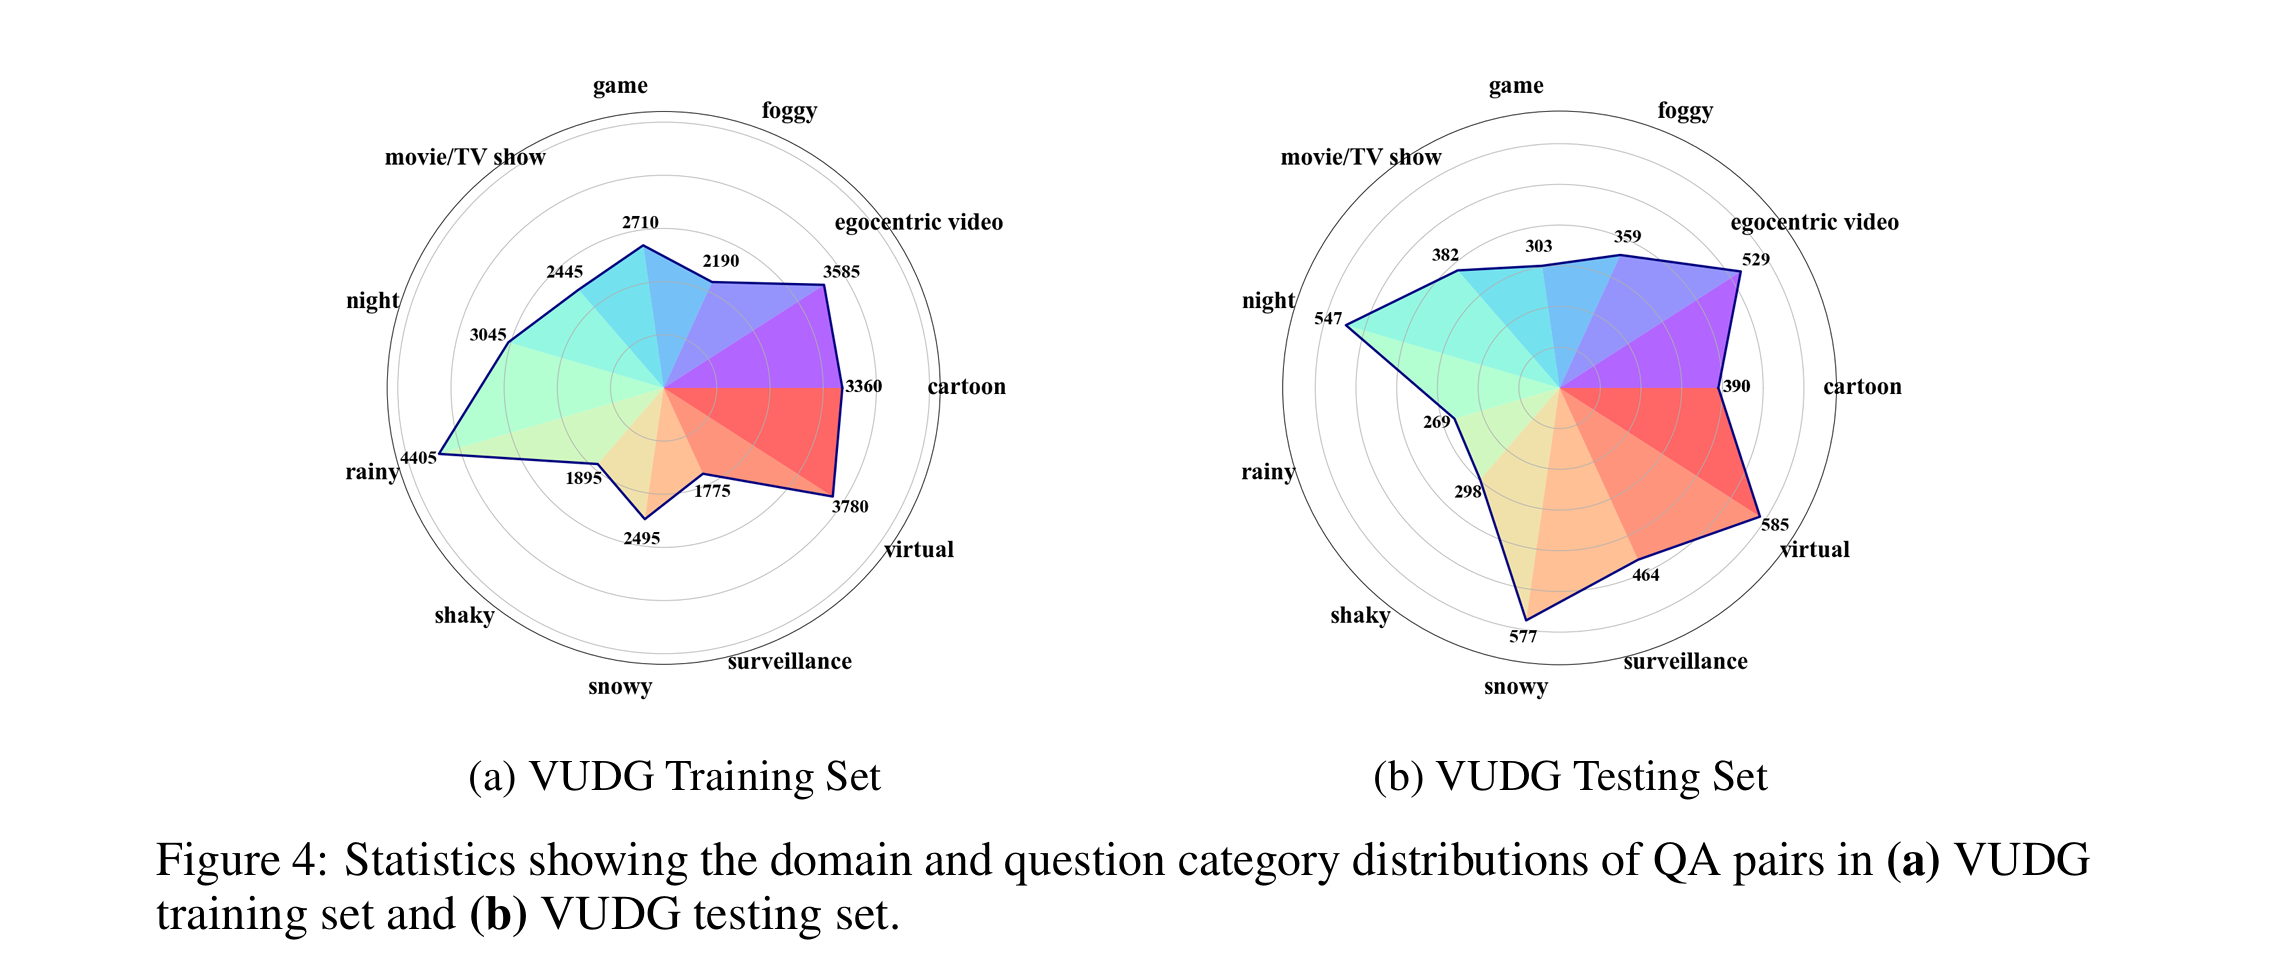 game
foggy
movie/TV show
egocentric video
night
cartoon
rainy
virtual
shaky
surveillance
snowy
2710
2190
2445
3585
3045
3360
4405
1895
1775
3780
2495
(a) VUDG Training Set
game
foggy
movie/TV show
egocentric video
night
cartoon
rainy
virtual
shaky
surveillance
snowy
303
359
382
529
547
390
269
298
585
464
577
(b) VUDG Testing Set
Figure 4: Statistics showing the domain and question category distributions of QA pairs in (a) VUDG
training set and (b) VUDG testing set.